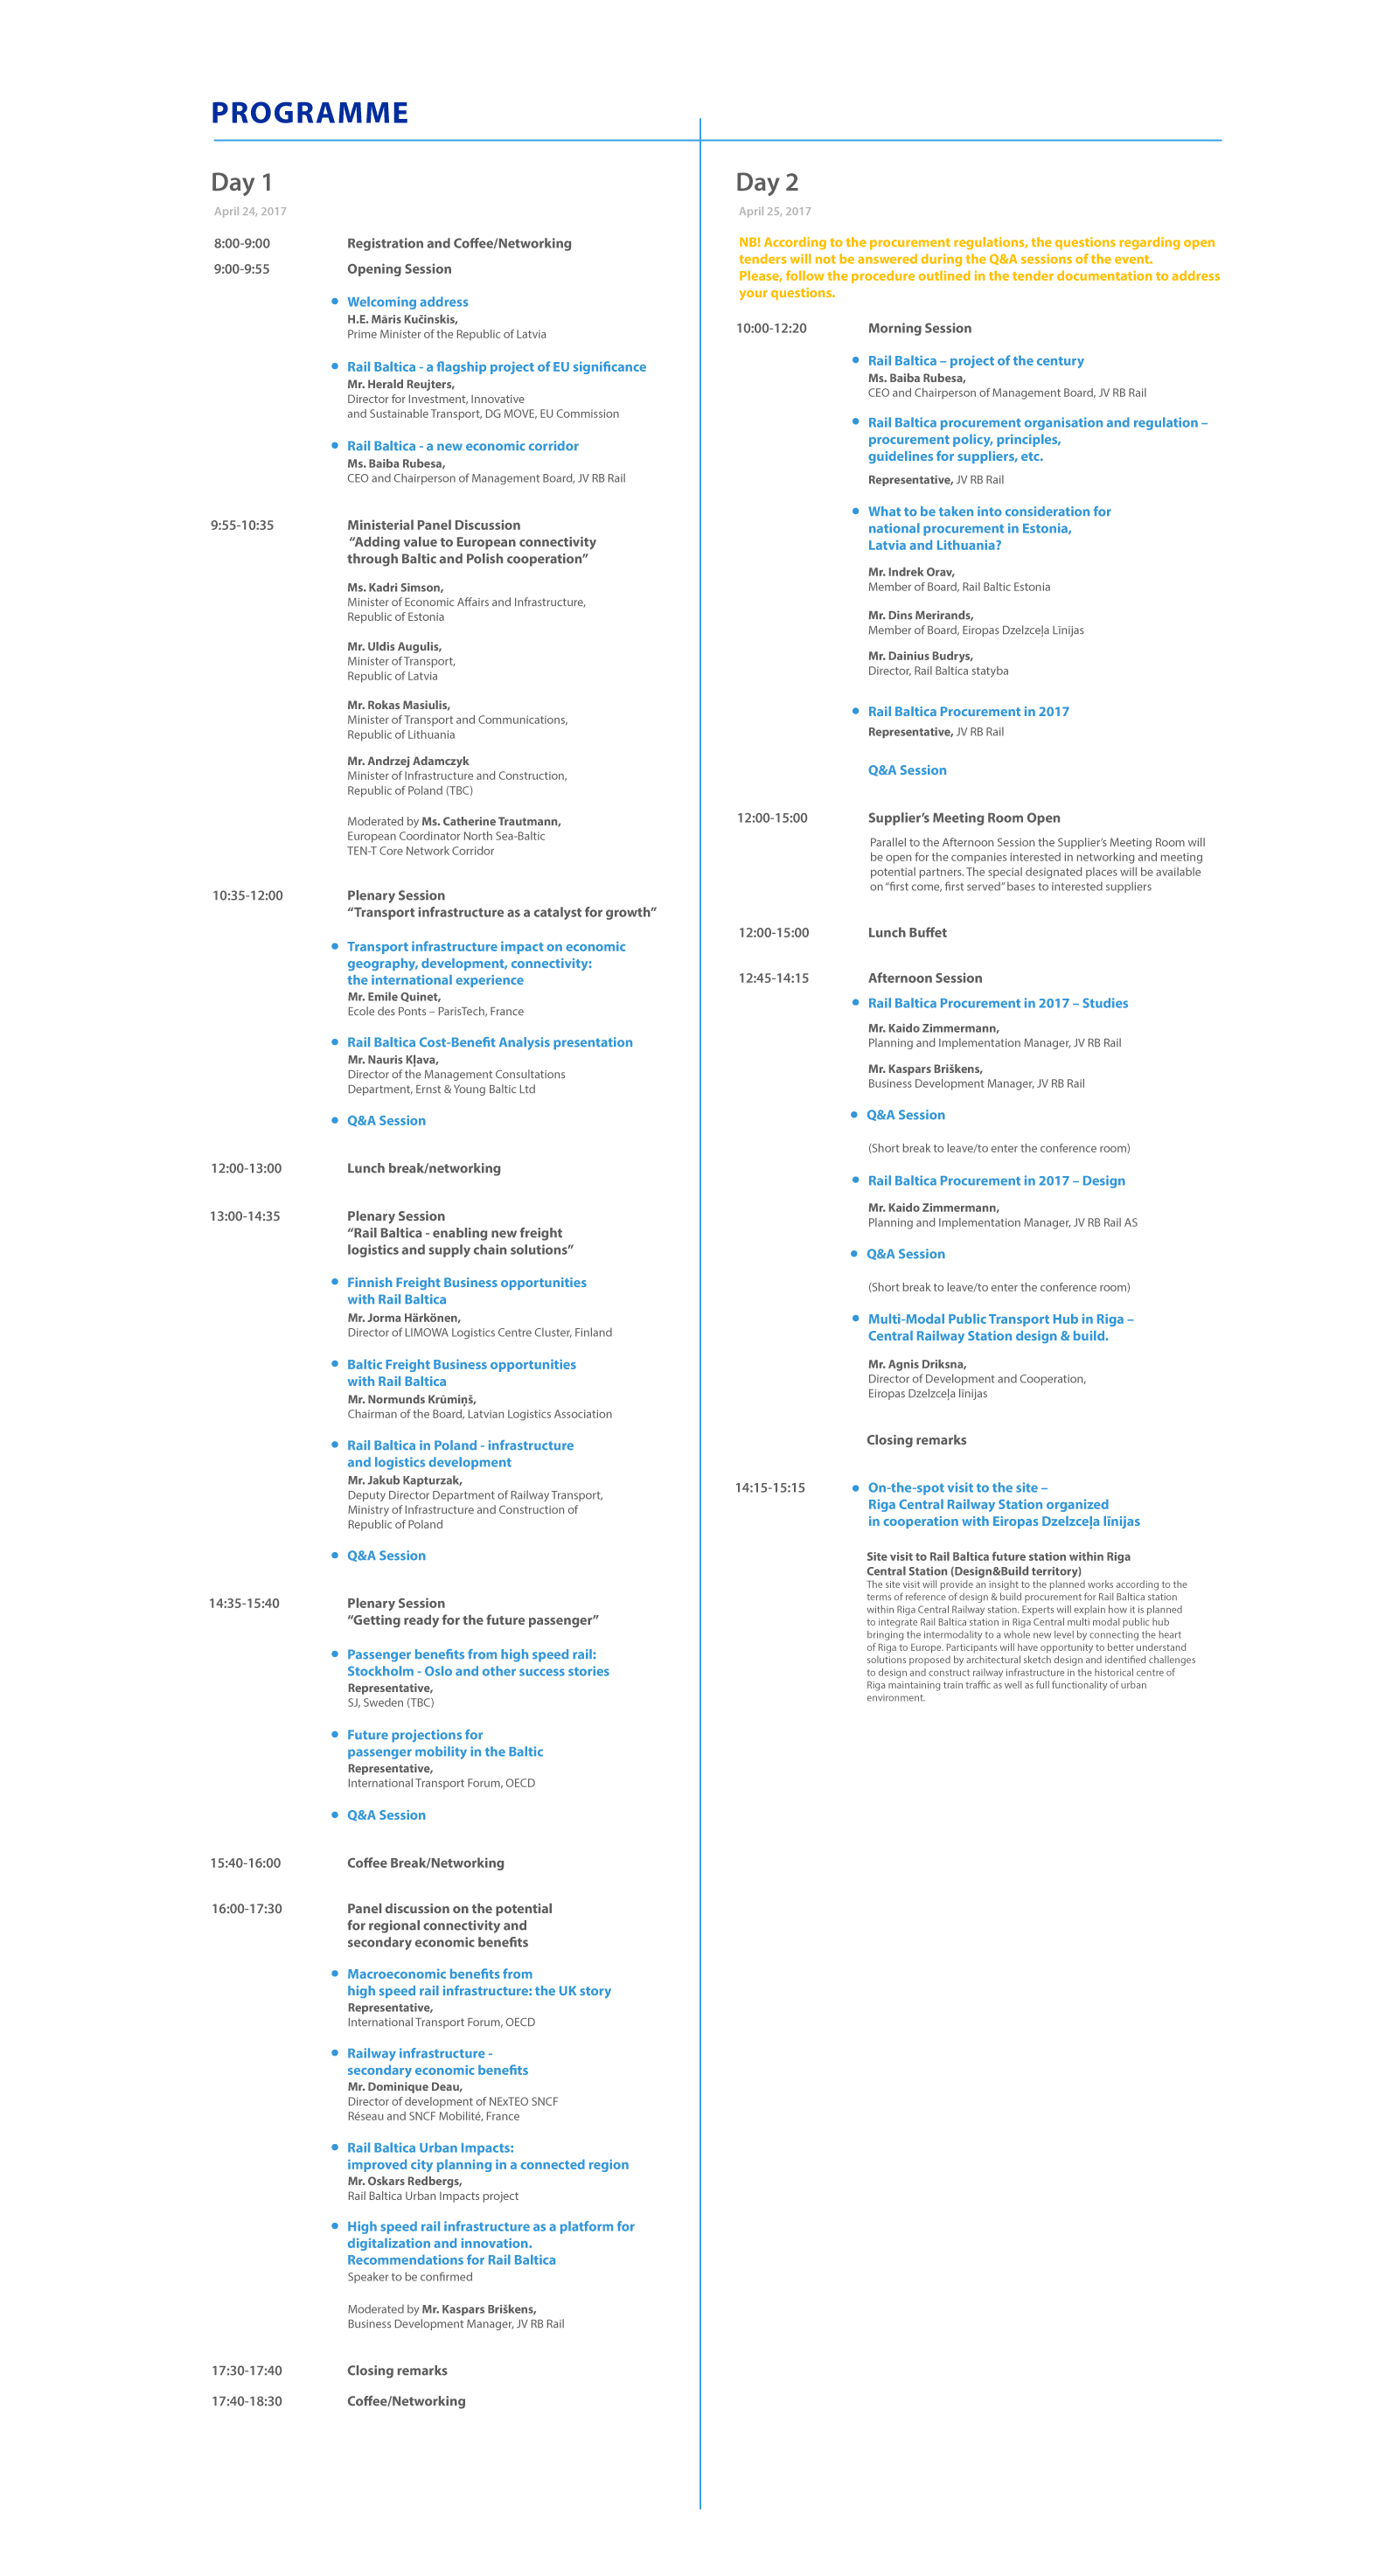 PROGRAMME
Day 1
April 24, 2017
8:00-9:00 Registration and Coffee/Networking
9:00-9:55 Opening Session
• Welcoming address
H.E. Māris Kučinskis,
Prime Minister of the Republic of Latvia
• Rail Baltica - a flagship project of EU significance
Mr. Herald Reujters,
Director for Investment, Innovative
and Sustainable Transport, DG MOVE, EU Commission
• Rail Baltica - a new economic corridor
Ms. Baiba Rubesa,
CEO and Chairperson of Management Board, JV RB Rail
9:55-10:35 Ministerial Panel Discussion
“Adding value to European connectivity
through Baltic and Polish cooperation”
Ms. Kadri Simson,
Minister of Economic Affairs and Infrastructure,
Republic of Estonia
Mr. Uldis Augulis,
Minister of Transport,
Republic of Latvia
Mr. Rokas Masiulis,
Minister of Transport and Communications,
Republic of Lithuania
Mr. Andrzej Adamczyk
Minister of Infrastructure and Construction,
Republic of Poland (TBC)
Moderated by Ms. Catherine Trautmann,
European Coordinator North Sea-Baltic
TEN-T Core Network Corridor
10:35-12:00 Plenary Session
“Transport infrastructure as a catalyst for growth”
• Transport infrastructure impact on economic
geography, development, connectivity:
the international experience
Mr. Emile Quinet,
Ecole des Ponts – ParisTech, France
• Rail Baltica Cost-Benefit Analysis presentation
Mr. Nauris Kļava,
Director of the Management Consultations
Department, Ernst & Young Baltic Ltd
• Q&A Session
12:00-13:00 Lunch break/networking
13:00-14:35 Plenary Session
“Rail Baltica - enabling new freight
logistics and supply chain solutions”
• Finnish Freight Business opportunities
with Rail Baltica
Mr. Jorma Härkönen,
Director of LIMOWA Logistics Centre Cluster, Finland
• Baltic Freight Business opportunities
with Rail Baltica
Mr. Normunds Krūmiņš,
Chairman of the Board, Latvian Logistics Association
• Rail Baltica in Poland - infrastructure
and logistics development
Mr. Jakub Kapturzak,
Deputy Director Department of Railway Transport,
Ministry of Infrastructure and Construction of
Republic of Poland
• Q&A Session
14:35-15:40 Plenary Session
“Getting ready for the future passenger”
• Passenger benefits from high speed rail:
Stockholm - Oslo and other success stories
Representative,
SJ, Sweden (TBC)
• Future projections for
passenger mobility in the Baltic
Representative,
International Transport Forum, OECD
• Q&A Session
15:40-16:00 Coffee Break/Networking
16:00-17:30 Panel discussion on the potential
for regional connectivity and
secondary economic benefits
• Macroeconomic benefits from
high speed rail infrastructure: the UK story
Representative,
International Transport Forum, OECD
• Railway infrastructure -
secondary economic benefits
Mr. Dominique Deau,
Director of development of NExTEO SNCF
Réseau and SNCF Mobilité, France
• Rail Baltica Urban Impacts:
improved city planning in a connected region
Mr. Oskars Redbergs,
Rail Baltica Urban Impacts project
• High speed rail infrastructure as a platform for
digitalization and innovation.
Recommendations for Rail Baltica
Speaker to be confirmed
Moderated by Mr. Kaspars Briškens,
Business Development Manager, JV RB Rail
17:30-17:40 Closing remarks
17:40-18:30 Coffee/Networking
Day 2
April 25, 2017
NB! According to the procurement regulations, the questions regarding open
tenders will not be answered during the Q&A sessions of the event.
Please, follow the procedure outlined in the tender documentation to address
your questions.
10:00-12:20 Morning Session
• Rail Baltica – project of the century
Ms. Baiba Rubesa,
CEO and Chairperson of Management Board, JV RB Rail
• Rail Baltica procurement organisation and regulation –
procurement policy, principles,
guidelines for suppliers, etc.
Representative, JV RB Rail
• What to be taken into consideration for
national procurement in Estonia,
Latvia and Lithuania?
Mr. Indrek Orav,
Member of Board, Rail Baltic Estonia
Mr. Dins Merirands,
Member of Board, Eiropas Dzelzceļa Līnijas
Mr. Dainius Budrys,
Director, Rail Baltica statyba
• Rail Baltica Procurement in 2017
Representative, JV RB Rail
Q&A Session
12:00-15:00 Supplier’s Meeting Room Open
Parallel to the Afternoon Session the Supplier’s Meeting Room will
be open for the companies interested in networking and meeting
potential partners. The special designated places will be available
on “first come, first served” bases to interested suppliers
12:00-15:00 Lunch Buffet
12:45-14:15 Afternoon Session
• Rail Baltica Procurement in 2017 – Studies
Mr. Kaido Zimmermann,
Planning and Implementation Manager, JV RB Rail
Mr. Kaspars Briškens,
Business Development Manager, JV RB Rail
• Q&A Session
(Short break to leave/to enter the conference room)
• Rail Baltica Procurement in 2017 – Design
Mr. Kaido Zimmermann,
Planning and Implementation Manager, JV RB Rail AS
• Q&A Session
(Short break to leave/to enter the conference room)
• Multi-Modal Public Transport Hub in Riga –
Central Railway Station design & build.
Mr. Agnis Driksna,
Director of Development and Cooperation,
Eiropas Dzelzceļa līnijas
Closing remarks
14:15-15:15 • On-the-spot visit to the site –
Riga Central Railway Station organized
in cooperation with Eiropas Dzelzceļa līnijas
Site visit to Rail Baltica future station within Riga
Central Station (Design&Build territory)
The site visit will provide an insight to the planned works according to the
terms of reference of design & build procurement for Rail Baltica station
within Riga Central Railway station. Experts will explain how it is planned
to integrate Rail Baltica station in Riga Central multi modal public hub
bringing the intermodality to a whole new level by connecting the heart
of Riga to Europe. Participants will have opportunity to better understand
solutions proposed by architectural sketch design and identified challenges
to design and construct railway infrastructure in the historical centre of
Riga maintaining train traffic as well as full functionality of urban
environment.